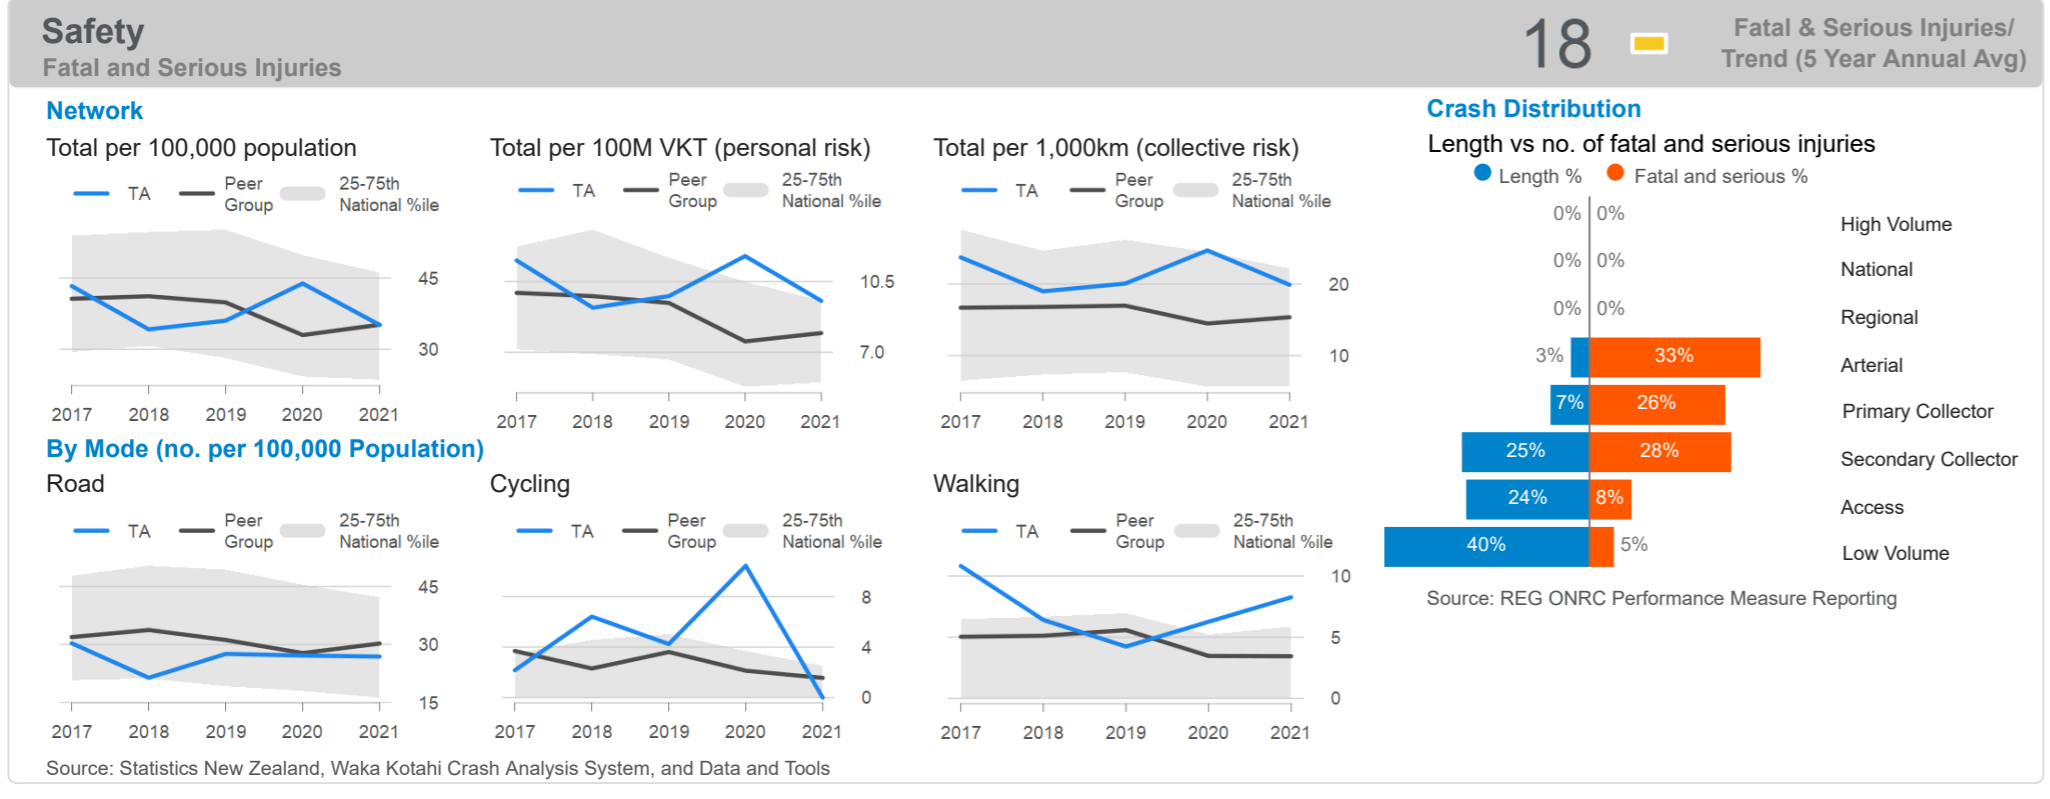 Safety
Fatal and Serious Injuries
18
Fatal & Serious Injuries/
Trend (5 Year Annual Avg)
Network
Total per 100,000 population
TA
Peer
Group
25-75th
National %ile
45
30
2017 2018 2019 2020 2021
Total per 100M VKT (personal risk)
TA
Peer
Group
25-75th
National %ile
10.5
7.0
2017 2018 2019 2020 2021
Total per 1,000km (collective risk)
TA
Peer
Group
25-75th
National %ile
20
10
2017 2018 2019 2020 2021
By Mode (no. per 100,000 Population)
Road
TA
Peer
Group
25-75th
National %ile
45
30
15
2017 2018 2019 2020 2021
Cycling
TA
Peer
Group
25-75th
National %ile
8
4
0
2017 2018 2019 2020 2021
Walking
TA
Peer
Group
25-75th
National %ile
10
5
0
2017 2018 2019 2020 2021
Source: Statistics New Zealand, Waka Kotahi Crash Analysis System, and Data and Tools
Crash Distribution
Length vs no. of fatal and serious injuries
Length % Fatal and serious %
0% 0% High Volume
0% 0% National
0% 0% Regional
3% 33% Arterial
7% 26% Primary Collector
25% 28% Secondary Collector
24% 8% Access
40% 5% Low Volume
Source: REG ONRC Performance Measure Reporting